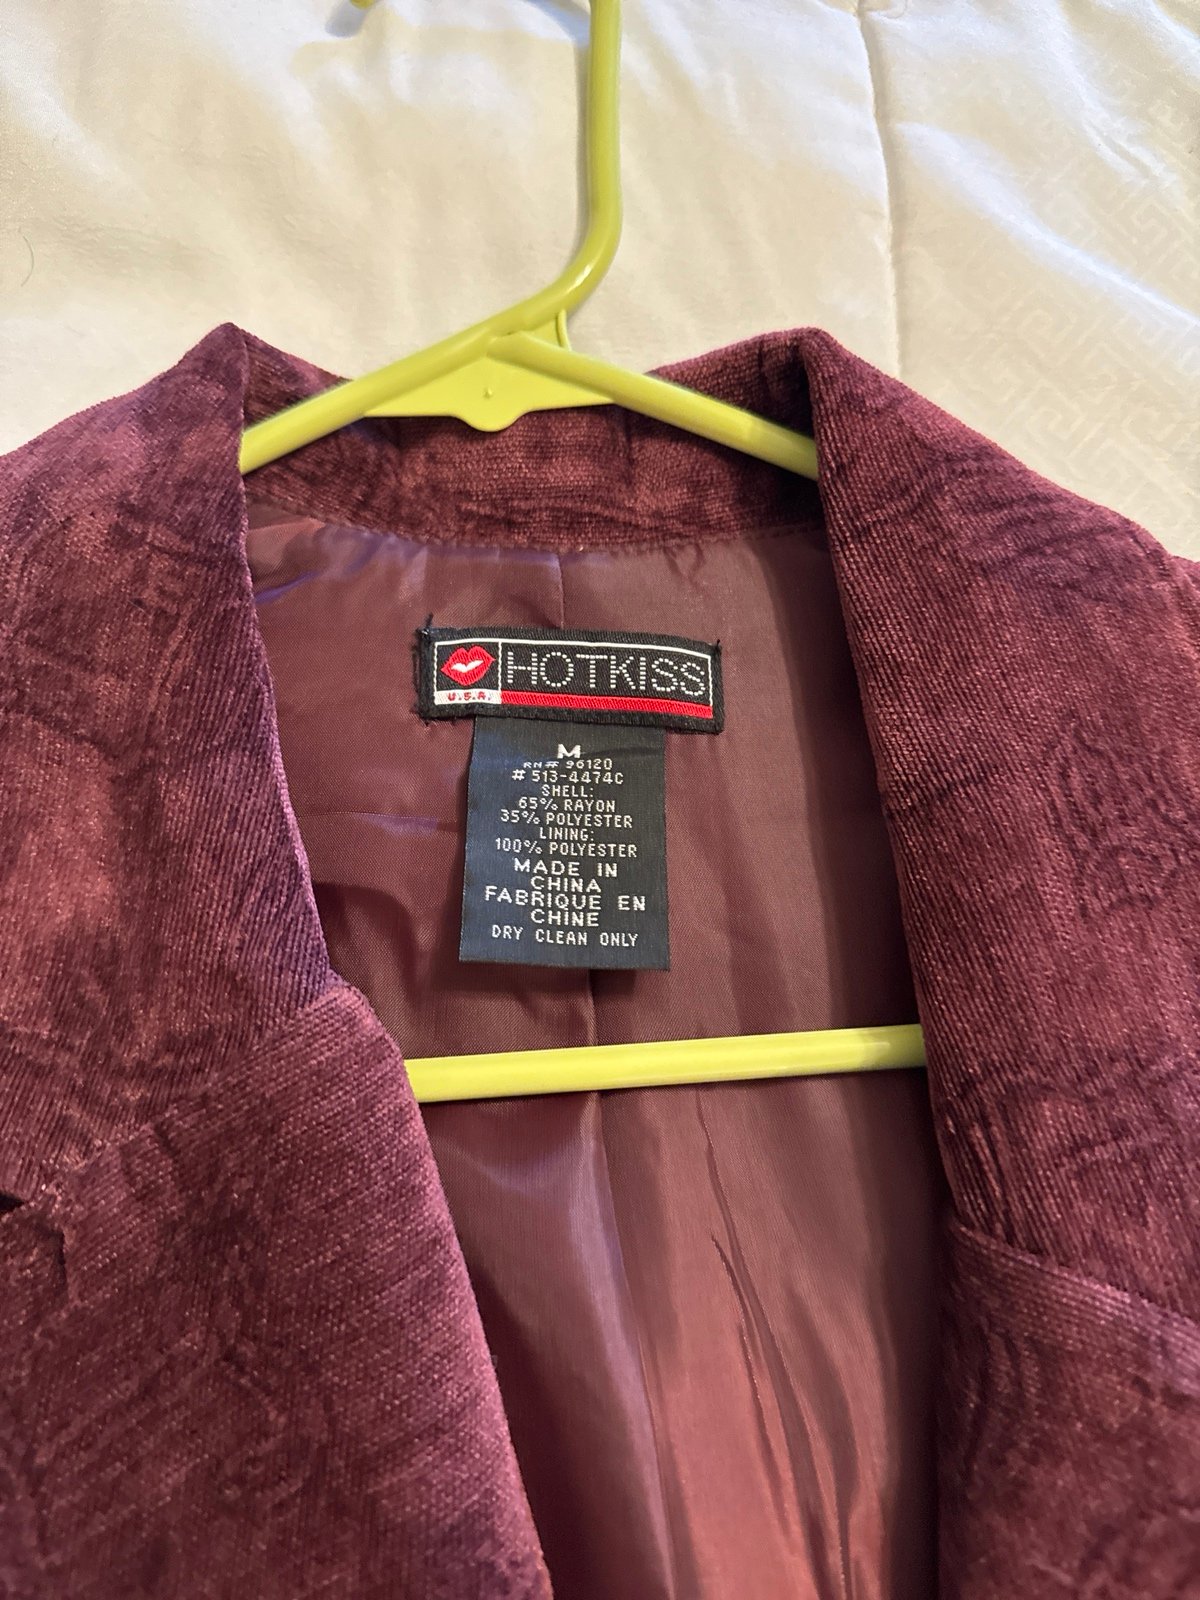 HOTKISS
U.S.A.
M
RN# 96120
# 513-4474C
SHELL:
65% RAYON
35% POLYESTER
LINING:
100% POLYESTER
MADE IN
CHINA
FABRIQUE EN
CHINE
DRY CLEAN ONLY